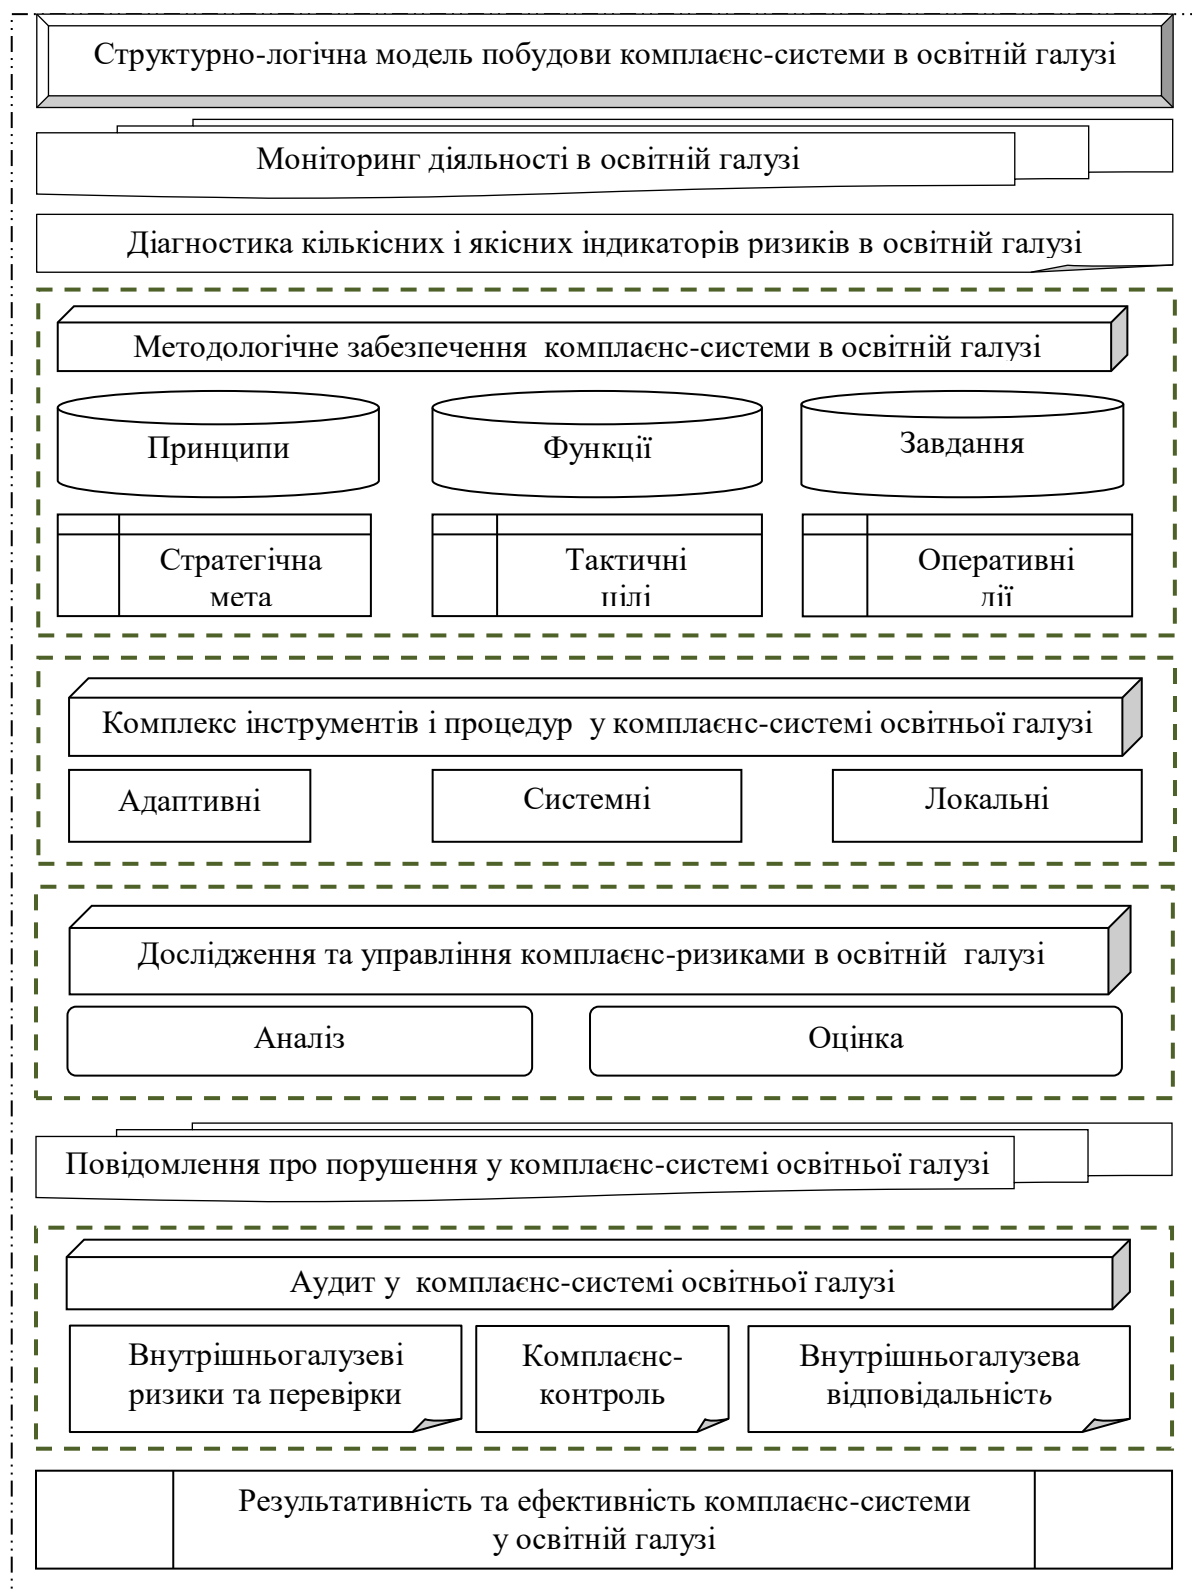 Структурно-логічна модель побудови комплаєнс-системи в освітній галузі
Моніторинг діяльності в освітній галузі
Діагностика кількісних і якісних індикаторів ризиків в освітній галузі
Методологічне забезпечення комплаєнс-системи в освітній галузі
Принципи
Функції
Завдання
Стратегічна
мета
Тактичні
цілі
Оперативні
дії
Комплекс інструментів і процедур у комплаєнс-системі освітньої галузі
Адаптивні
Системні
Локальні
Дослідження та управління комплаєнс-ризиками в освітній галузі
Аналіз
Оцінка
Повідомлення про порушення у комплаєнс-системі освітньої галузі
Аудит у комплаєнс-системі освітньої галузі
Внутрішньогалузеві
ризики та перевірки
Комплаєнс-
контроль
Внутрішньогалузева
відповідальність
Результативність та ефективність комплаєнс-системи
у освітній галузі